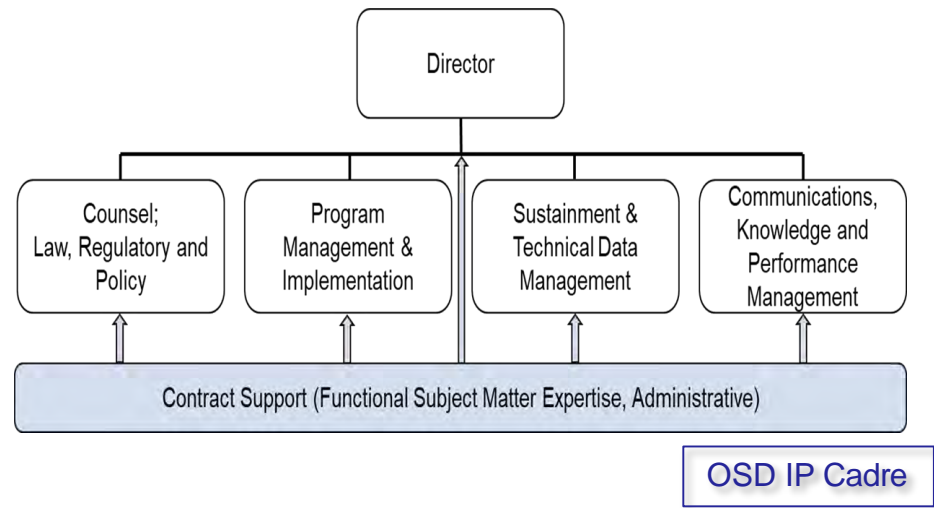 Director
Counsel;
Law, Regulatory and
Policy
Program
Management &
Implementation
Sustainment &
Technical Data
Management
Communications,
Knowledge and
Performance
Management
Contract Support (Functional Subject Matter Expertise, Administrative)
OSD IP Cadre